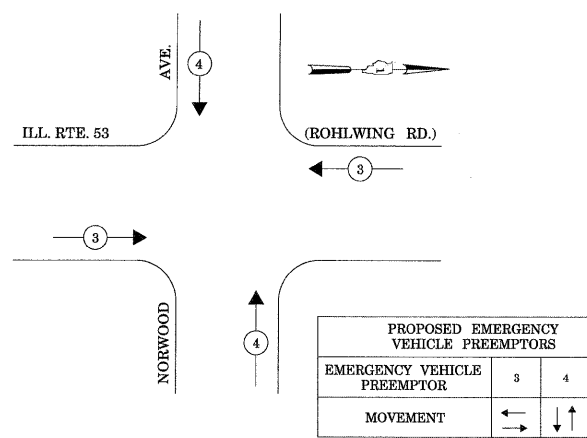 AVE.
4
ILL. RTE. 53
(ROHLWING RD.)
3
3
NORWOOD
4
PROPOSED EMERGENCY
VEHICLE PREEMPTORS
EMERGENCY VEHICLE
PREEMPTOR
3
4
MOVEMENT